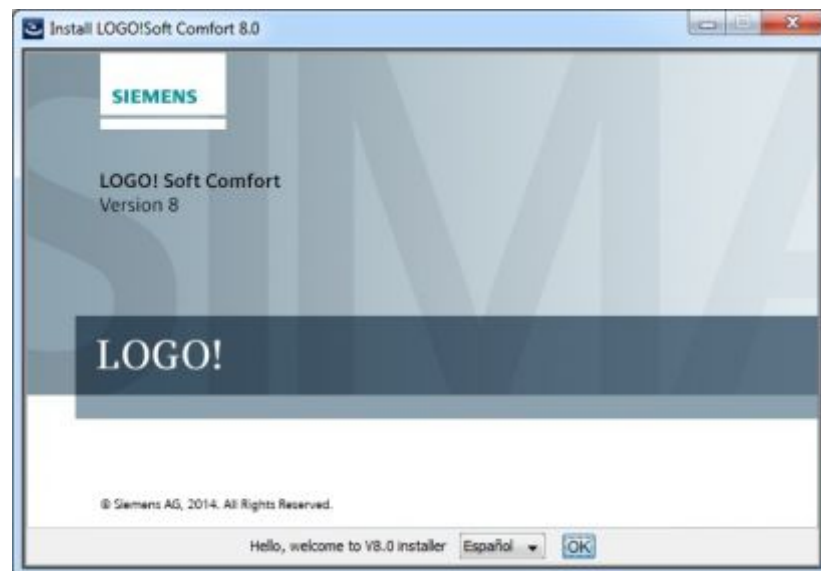 Install LOGO!Soft Comfort 8.0
SIEMENS
LOGO! Soft Comfort
Version 8
SIMA
LOGO!
© Siemens AG, 2014. All Rights Reserved.
Hello, welcome to V8.0 installer Español OK